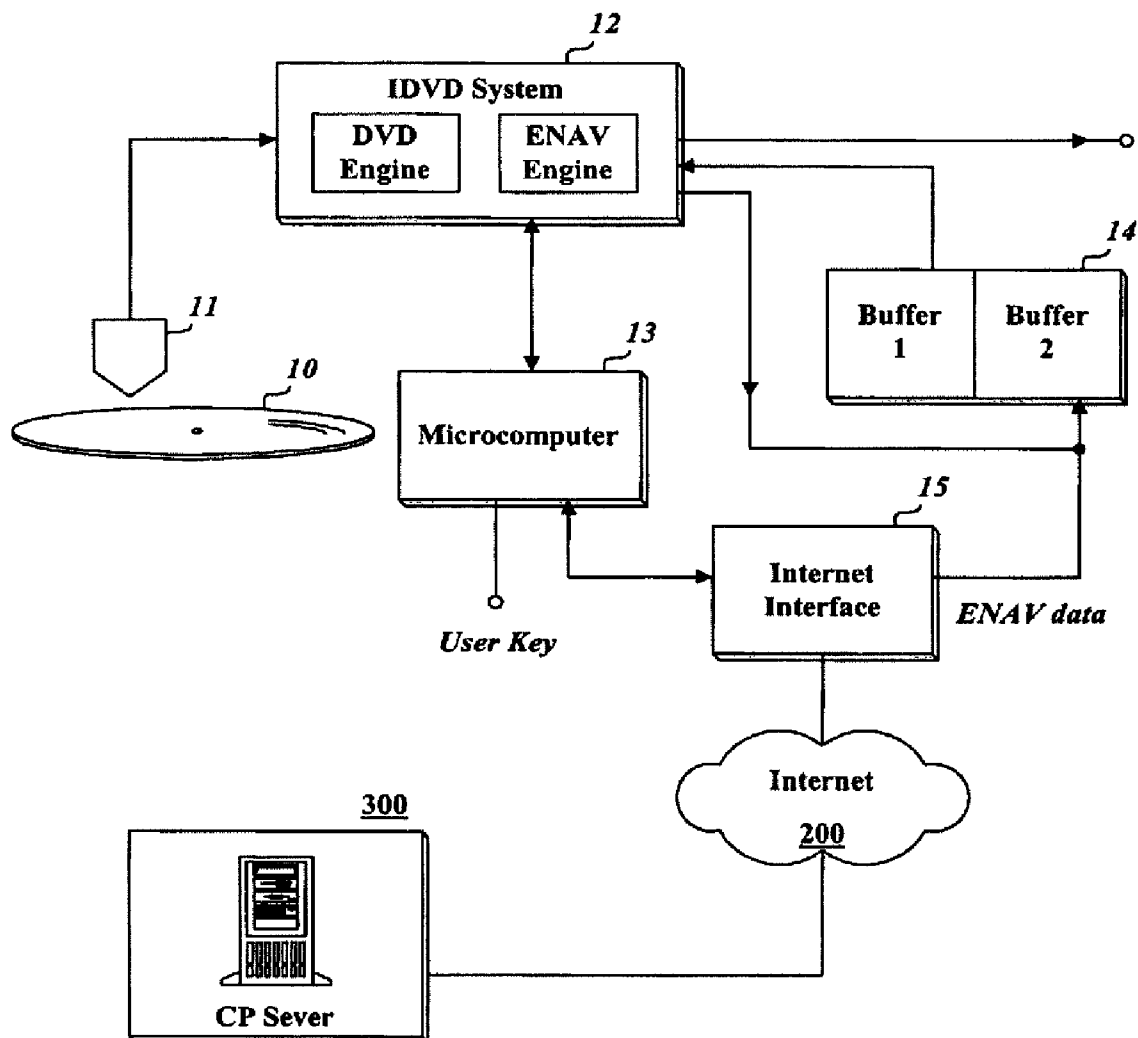 12
IDVD System
DVD
Engine
ENAV
Engine
14
Buffer
1
Buffer
2
11
10
13
Microcomputer
15
Internet
Interface
User Key
ENAV data
Internet
200
300
CP Sever